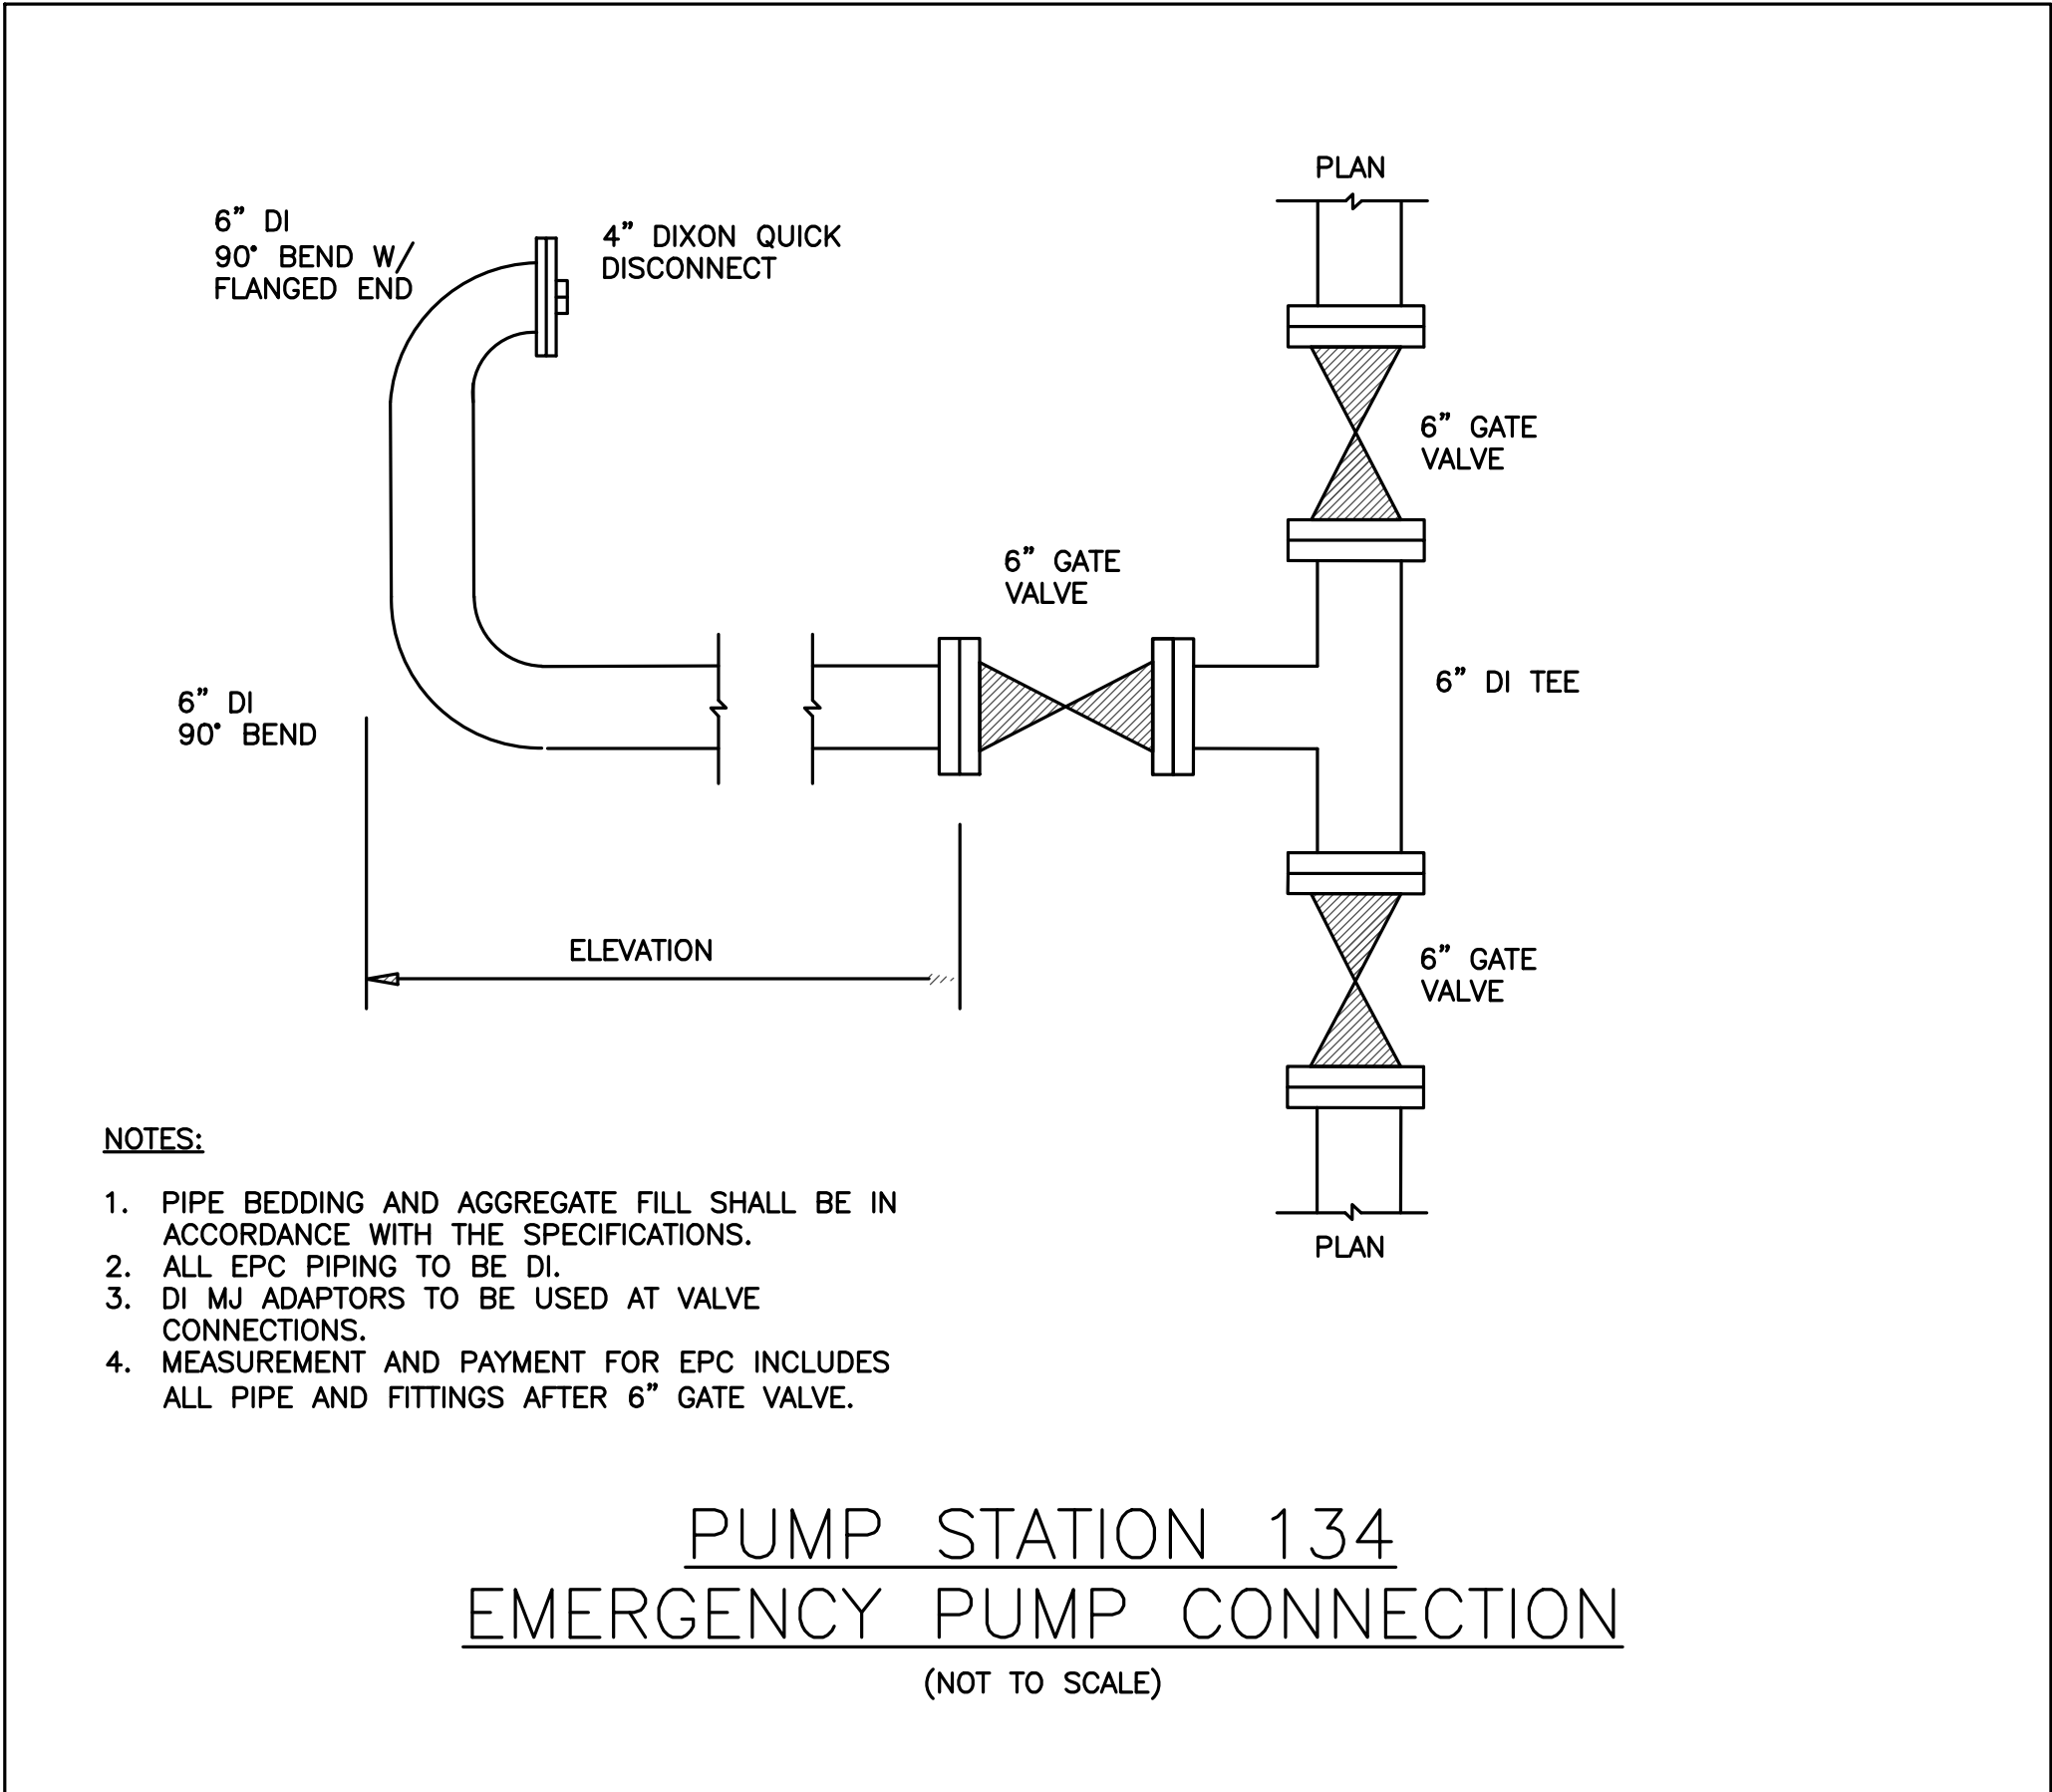 PLAN
6” DI
90° BEND W/
FLANGED END
4” DIXON QUICK
DISCONNECT
6” GATE
VALVE
6” GATE
VALVE
6” DI TEE
6” DI
90° BEND
ELEVATION
6” GATE
VALVE
PLAN
NOTES:
1. PIPE BEDDING AND AGGREGATE FILL SHALL BE IN
ACCORDANCE WITH THE SPECIFICATIONS.
2. ALL EPC PIPING TO BE DI.
3. DI MJ ADAPTORS TO BE USED AT VALVE
CONNECTIONS.
4. MEASUREMENT AND PAYMENT FOR EPC INCLUDES
ALL PIPE AND FITTINGS AFTER 6” GATE VALVE.
PUMP STATION 134
EMERGENCY PUMP CONNECTION
(NOT TO SCALE)